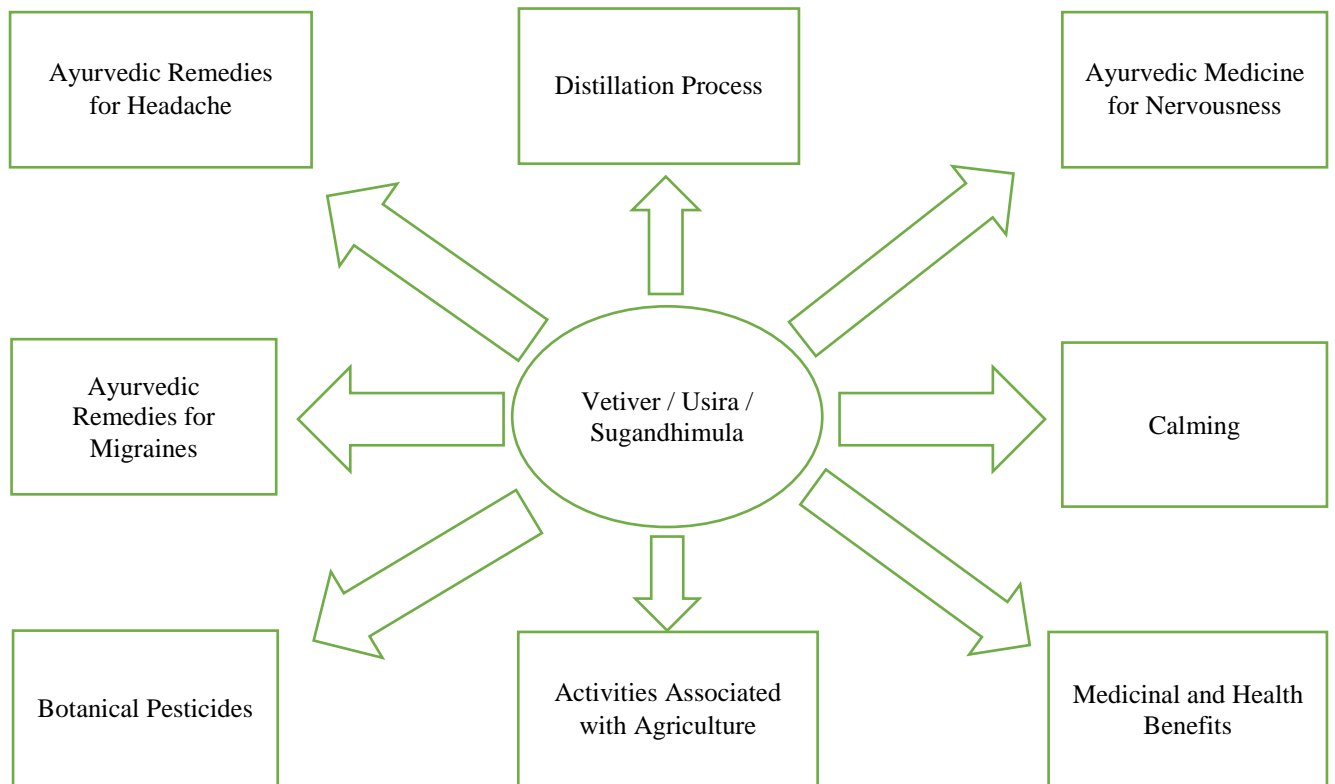 Ayurvedic Remedies
for Headache
Distillation Process
Ayurvedic Medicine
for Nervousness
Ayurvedic
Remedies for
Migraines
Vetiver / Usira /
Sugandhimula
Calming
Botanical Pesticides
Activities Associated
with Agriculture
Medicinal and Health
Benefits